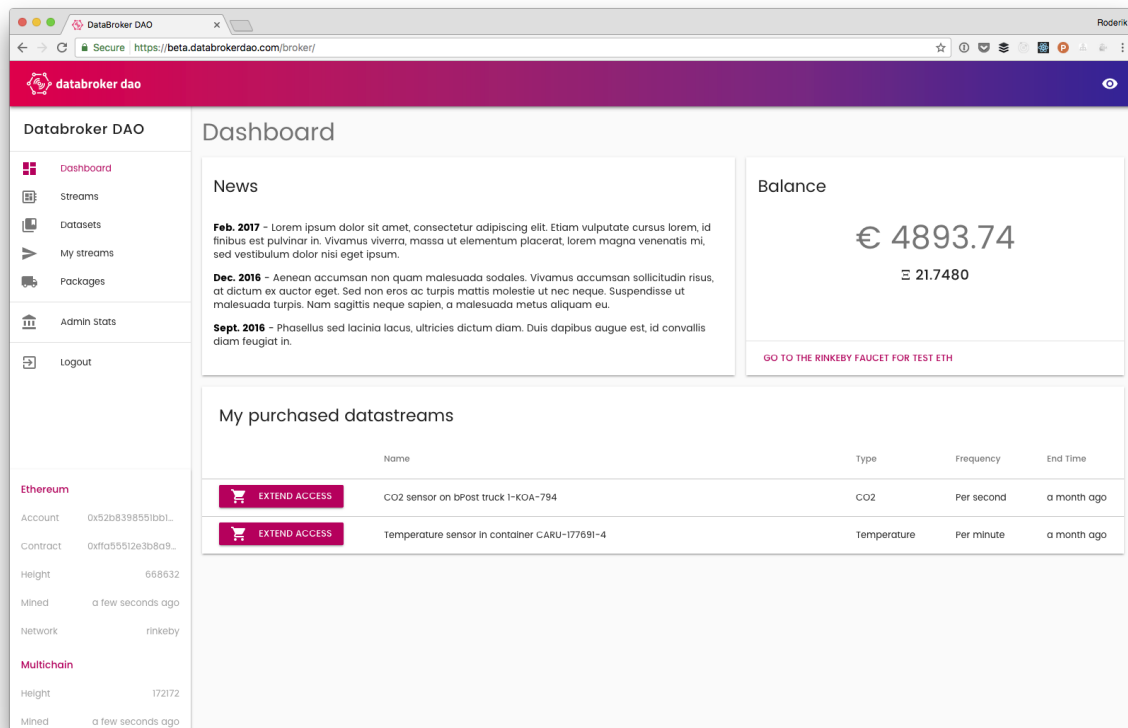 DataBroker DAO
Roderik
Secure
https://beta.databrokerdao.com/broker/
databroker dao
Databroker DAO
Dashboard
Streams
Datasets
My streams
Packages
Admin Stats
Logout
Ethereum
Account 0x52b8398551bb1...
Contract 0xffa55512e3b8a9...
Height 668632
Mined a few seconds ago
Network rinkeby
Multichain
Height 172172
Mined a few seconds ago
Dashboard
News
Feb. 2017 - Lorem ipsum dolor sit amet, consectetur adipiscing elit. Etiam vulputate cursus lorem, id
finibus est pulvinar in. Vivamus viverra, massa ut elementum placerat, lorem magna venenatis mi,
sed vestibulum dolor nisi eget ipsum.
Dec. 2016 - Aenean accumsan non quam malesuada sodales. Vivamus accumsan sollicitudin risus,
at dictum ex auctor eget. Sed non eros ac turpis mattis molestie ut nec neque. Suspendisse ut
malesuada turpis. Nam sagittis neque sapien, a malesuada metus aliquam eu.
Sept. 2016 - Phasellus sed lacinia lacus, ultricies dictum diam. Duis dapibus augue est, id convallis
diam feugiat in.
Balance
€ 4893.74
Ξ 21.7480
GO TO THE RINKEBY FAUCET FOR TEST ETH
My purchased datastreams
Name Type Frequency End Time
EXTEND ACCESS CO2 sensor on bPost truck 1-KOA-794 CO2 Per second a month ago
EXTEND ACCESS Temperature sensor in container CARU-177691-4 Temperature Per minute a month ago